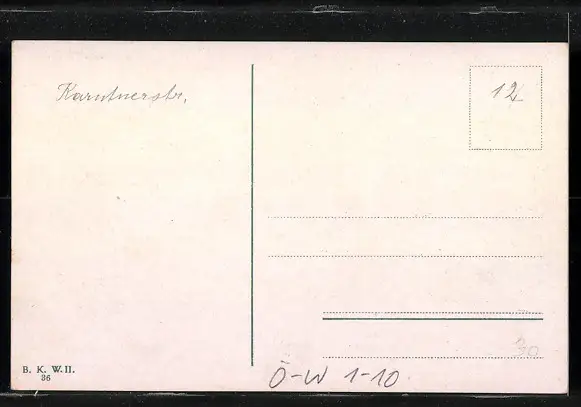 Karntnerstr,
12
30
B. K. W. II.
36
Ö-W 1-10